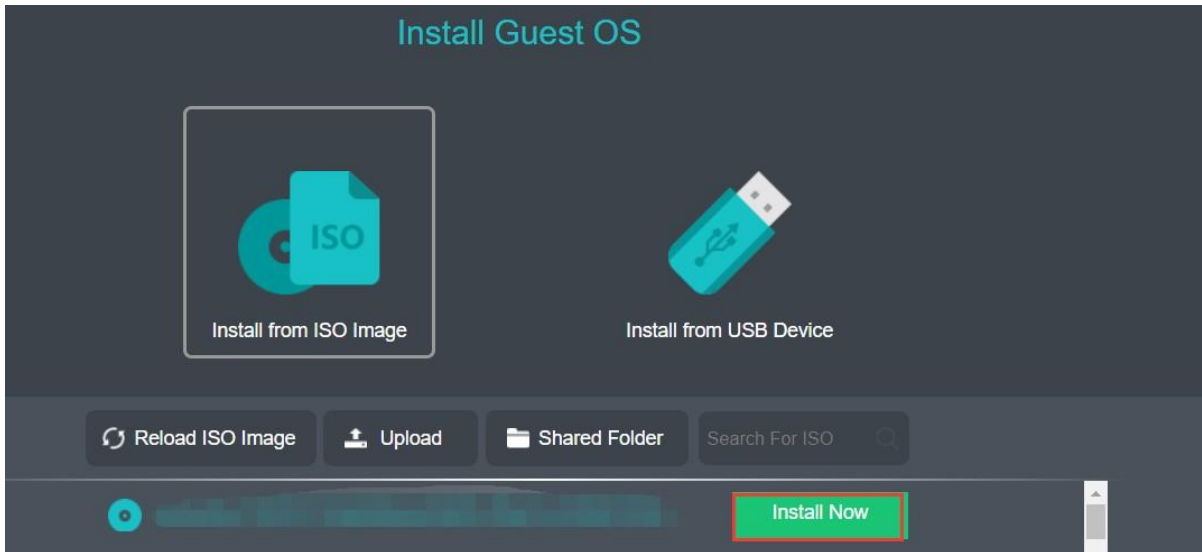 Install Guest OS
ISO
Install from ISO Image
Install from USB Device
Reload ISO Image
Upload
Shared Folder
Search For ISO
Install Now